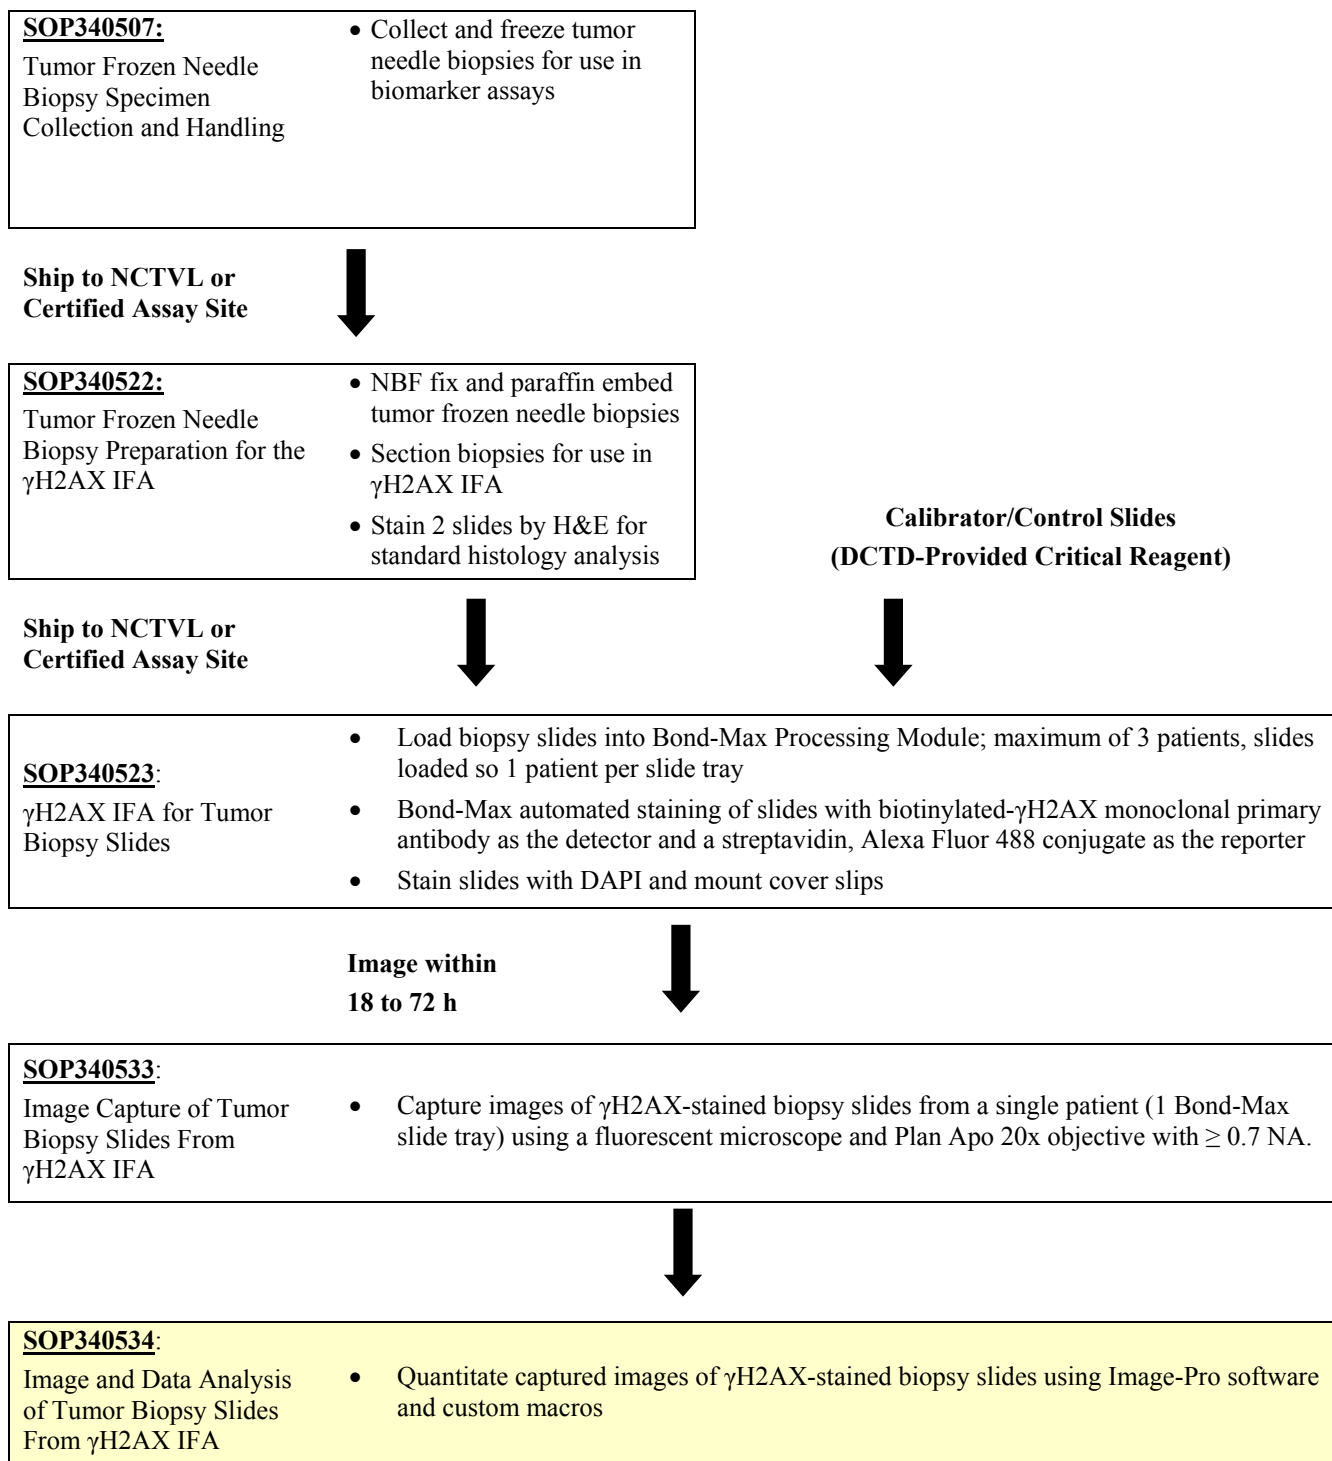 SOP340507:
Tumor Frozen Needle
Biopsy Specimen
Collection and Handling
• Collect and freeze tumor
needle biopsies for use in
biomarker assays
Ship to NCTVL or
Certified Assay Site
SOP340522:
Tumor Frozen Needle
Biopsy Preparation for the
γH2AX IFA
• NBF fix and paraffin embed
tumor frozen needle biopsies
• Section biopsies for use in
γH2AX IFA
• Stain 2 slides by H&E for
standard histology analysis
Calibrator/Control Slides
(DCTD-Provided Critical Reagent)
Ship to NCTVL or
Certified Assay Site
SOP340523:
γH2AX IFA for Tumor
Biopsy Slides
• Load biopsy slides into Bond-Max Processing Module; maximum of 3 patients, slides
loaded so 1 patient per slide tray
• Bond-Max automated staining of slides with biotinylated-γH2AX monoclonal primary
antibody as the detector and a streptavidin, Alexa Fluor 488 conjugate as the reporter
• Stain slides with DAPI and mount cover slips
Image within
18 to 72 h
SOP340533:
Image Capture of Tumor
Biopsy Slides From
γH2AX IFA
• Capture images of γH2AX-stained biopsy slides from a single patient (1 Bond-Max
slide tray) using a fluorescent microscope and Plan Apo 20x objective with ≥ 0.7 NA.
SOP340534:
Image and Data Analysis
of Tumor Biopsy Slides
From γH2AX IFA
• Quantitate captured images of γH2AX-stained biopsy slides using Image-Pro software
and custom macros